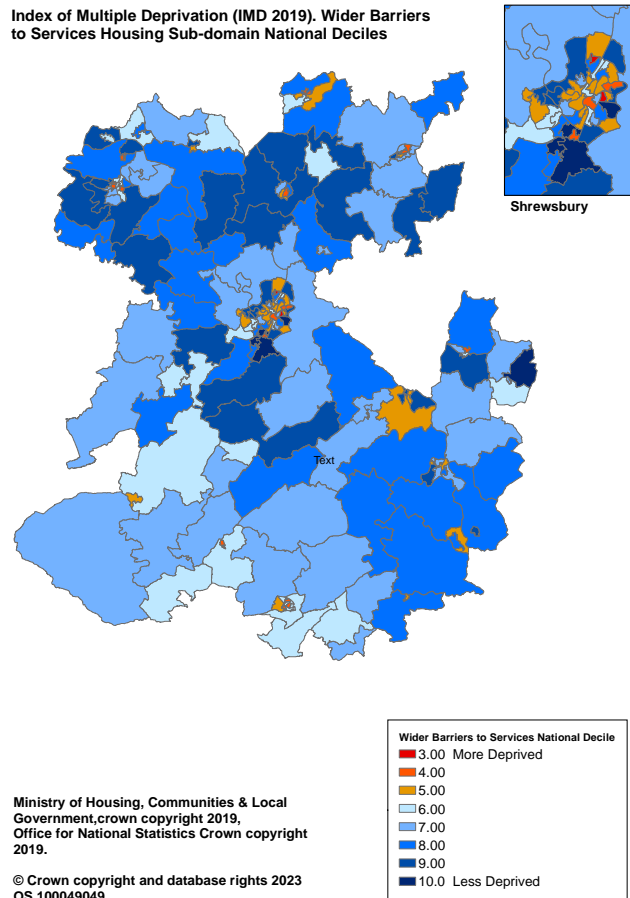 Index of Multiple Deprivation (IMD 2019). Wider Barriers
to Services Housing Sub-domain National Deciles
Shrewsbury
Text
Wider Barriers to Services National Decile
3.00 More Deprived
4.00
5.00
6.00
7.00
8.00
9.00
10.0 Less Deprived
Ministry of Housing, Communities & Local
Government,crown copyright 2019,
Office for National Statistics Crown copyright
2019.
© Crown copyright and database rights 2023
OS 100049049